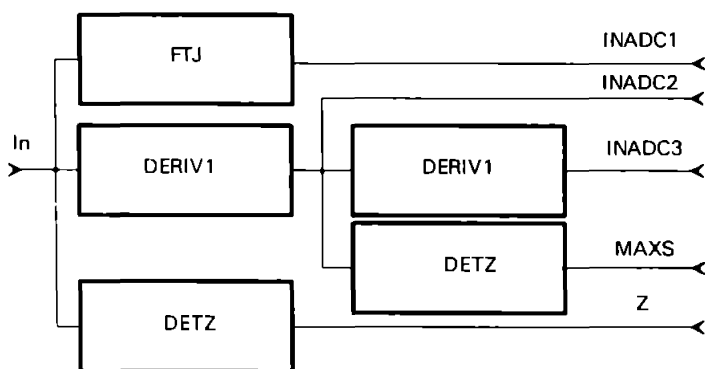 INADC1
FTJ
INADC2
In
DERIV1
DERIV1
INADC3
MAXS
DETZ
Z
DETZ